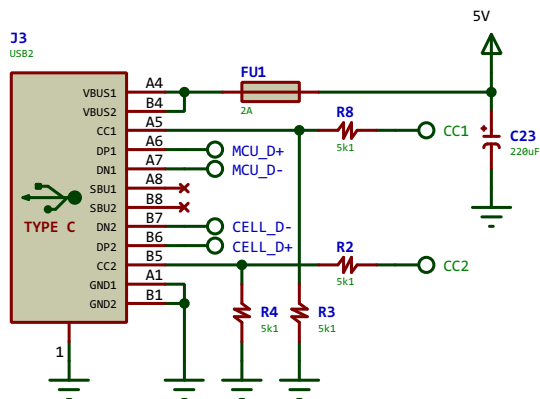 5V
J3
USB2
VBUS1 A4
VBUS2 B4
CC1 A5
DP1 A6
DN1 A7
SBU1 A8
SBU2 B8
DN2 B7
DP2 B6
CC2 B5
GND1 A1
GND2 B1
TYPE C
1
FU1
2A
MCU_D+
MCU_D-
CELL_D-
CELL_D+
R8
5k1
CC1
C23
220uF
R2
5k1
CC2
R4
5k1
R3
5k1